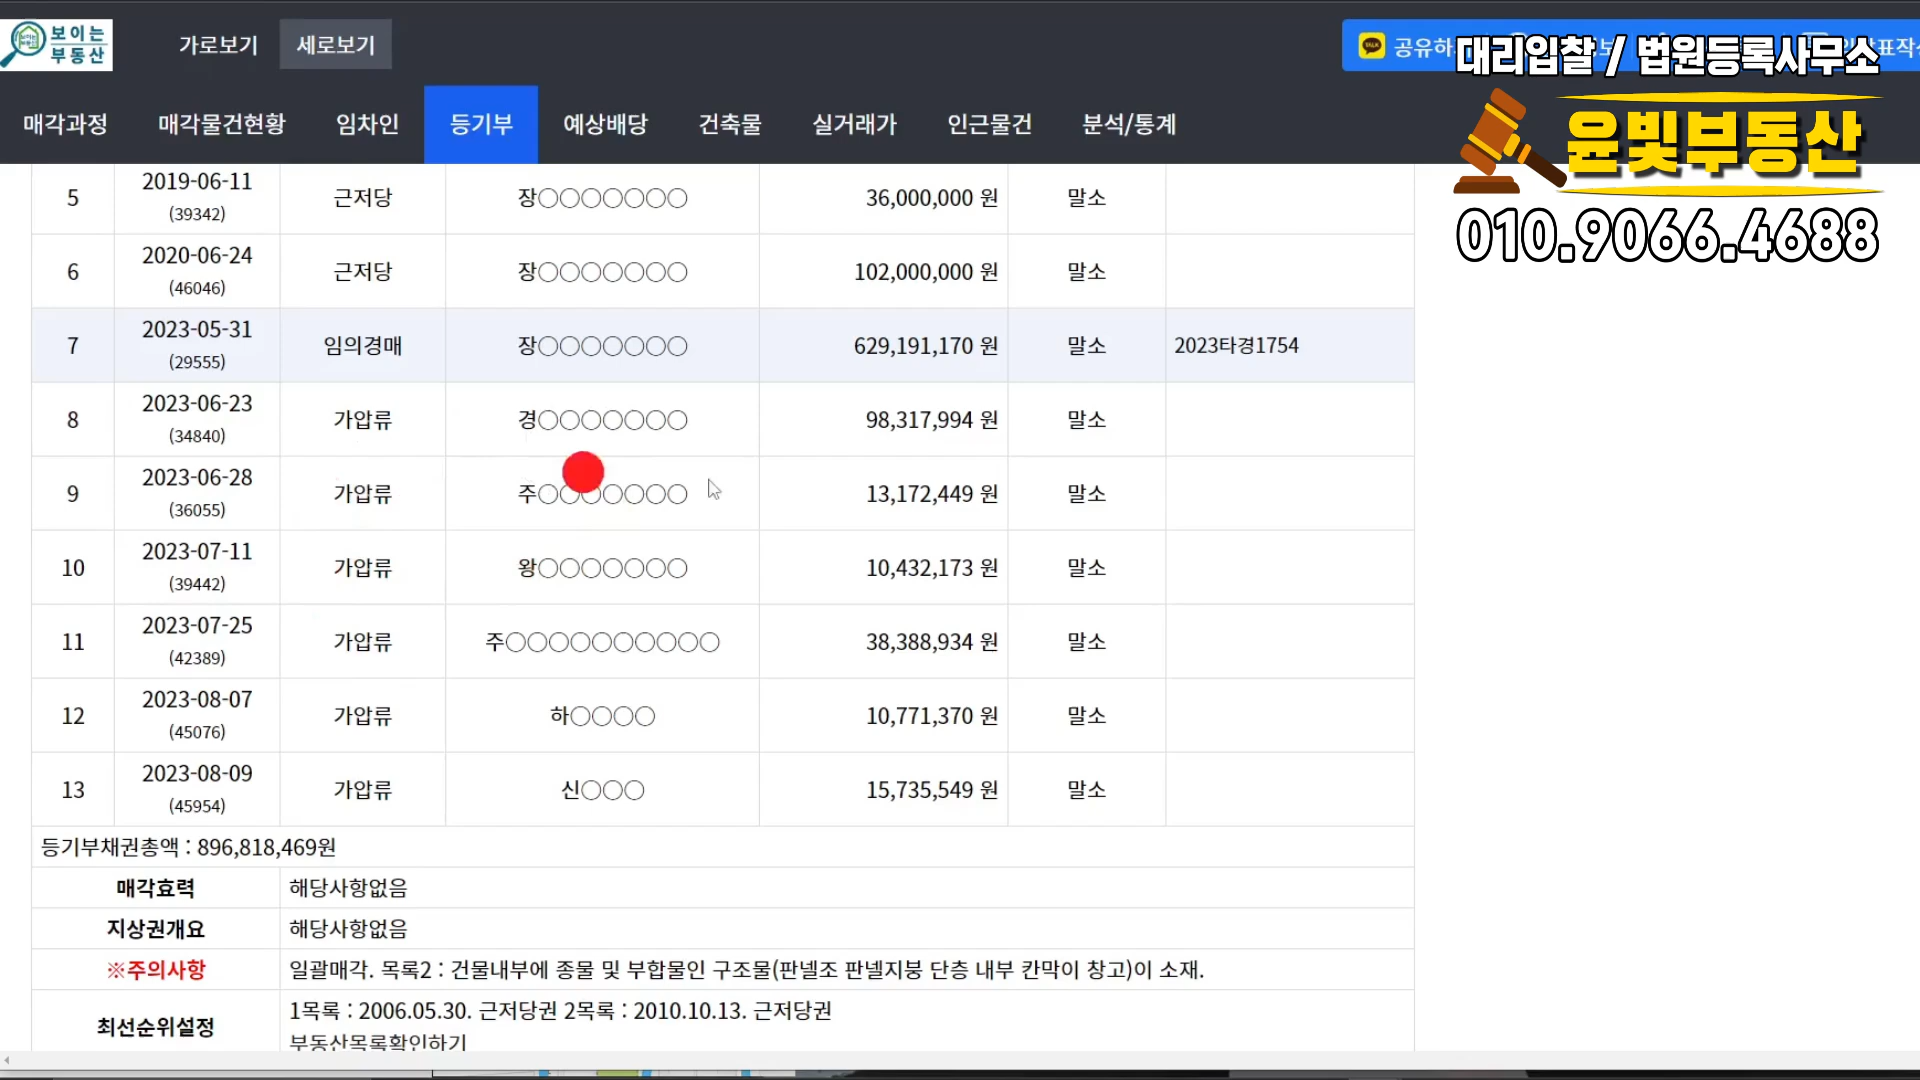 보이는
부동산
가로보기 세로보기
공유하
대리입찰 / 법원등록사무소
매각과정 매각물건현황 임차인 등기부 예상배당 건축물 실거래가 인근물건 분석/통계
윤빛부동산
010.9066.4688
5 2019-06-11 (39342) 근저당 장○○○○○○○ 36,000,000 원 말소
6 2020-06-24 (46046) 근저당 장○○○○○○○ 102,000,000 원 말소
7 2023-05-31 (29555) 임의경매 장○○○○○○○ 629,191,170 원 말소 2023타경1754
8 2023-06-23 (34840) 가압류 경○○○○○○○ 98,317,994 원 말소
9 2023-06-28 (36055) 가압류 주○○○○○○○ 13,172,449 원 말소
10 2023-07-11 (39442) 가압류 왕○○○○○○○ 10,432,173 원 말소
11 2023-07-25 (42389) 가압류 주○○○○○○○○○○ 38,388,934 원 말소
12 2023-08-07 (45076) 가압류 하○○○○ 10,771,370 원 말소
13 2023-08-09 (45954) 가압류 신○○○ 15,735,549 원 말소
등기부채권총액 : 896,818,469원
매각효력 해당사항없음
지상권개요 해당사항없음
※주의사항 일괄매각. 목록2 : 건물내부에 종물 및 부합물인 구조물(판넬조 판넬지붕 단층 내부 칸막이 창고)이 소재.
최선순위설정 1목록 : 2006.05.30. 근저당권 2목록 : 2010.10.13. 근저당권
부동산목록확인하기